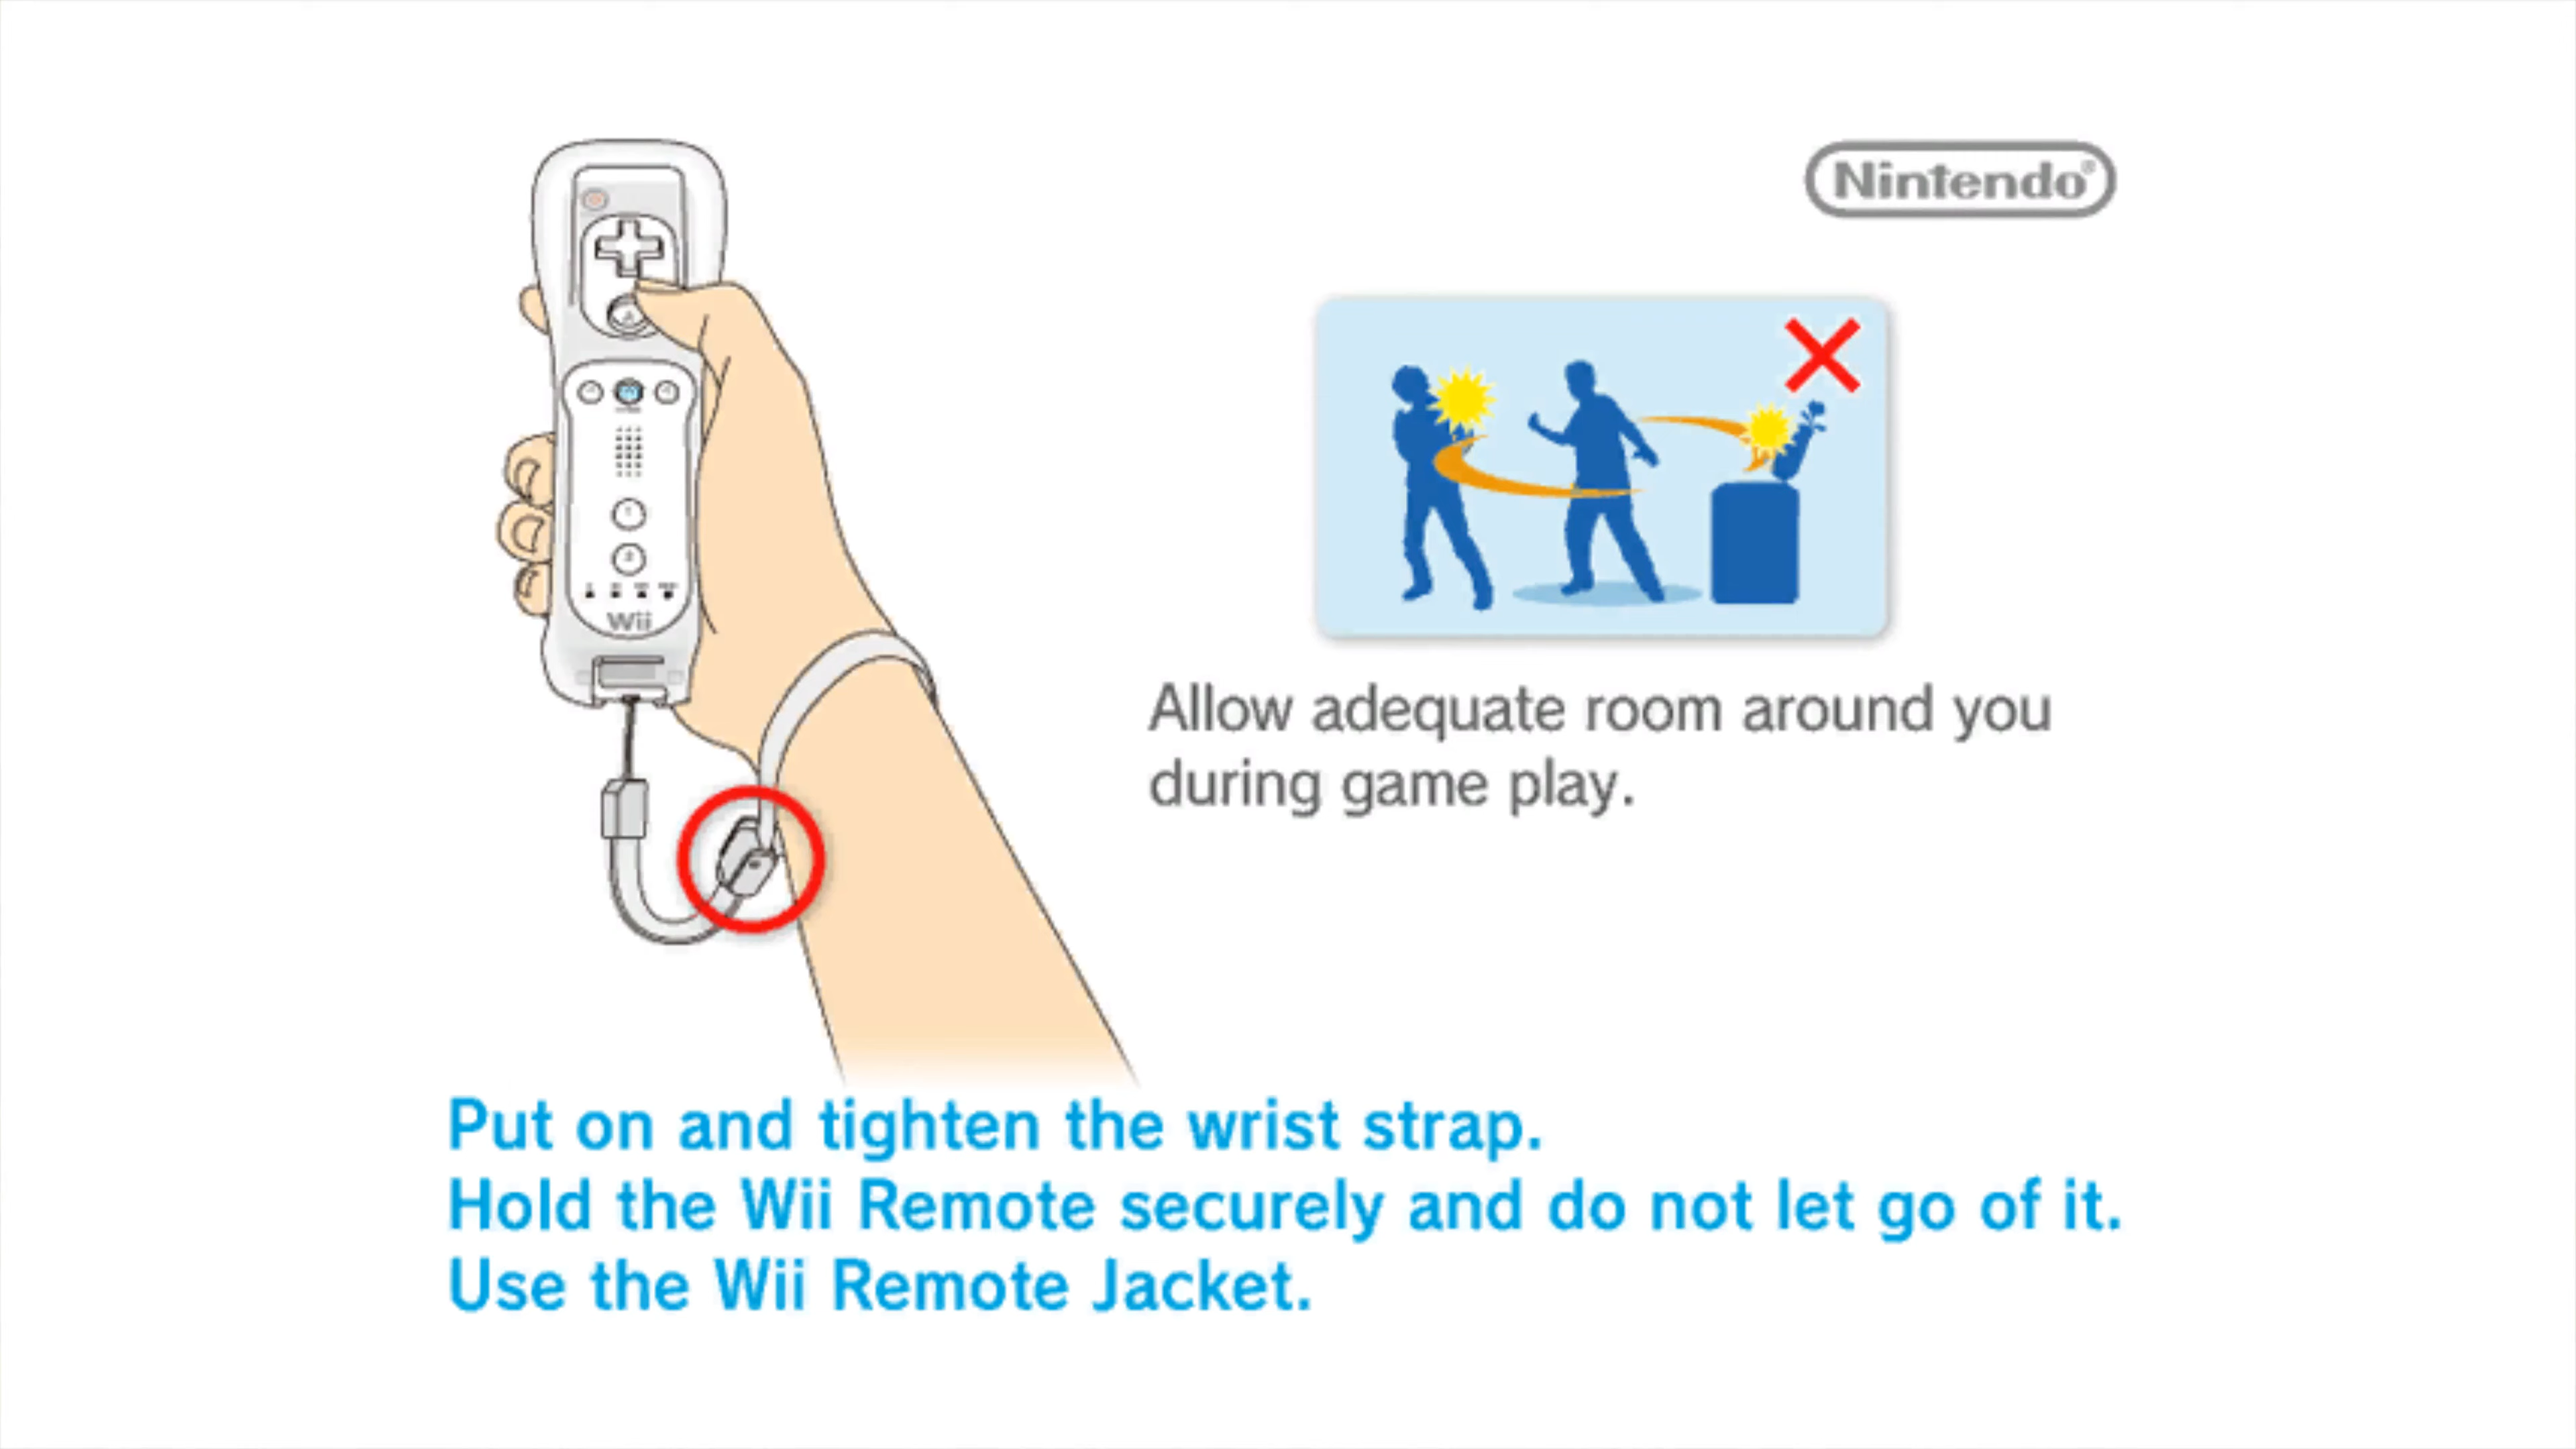 Nintendo®
Wii
Allow adequate room around you
during game play.
Put on and tighten the wrist strap.
Hold the Wii Remote securely and do not let go of it.
Use the Wii Remote Jacket.